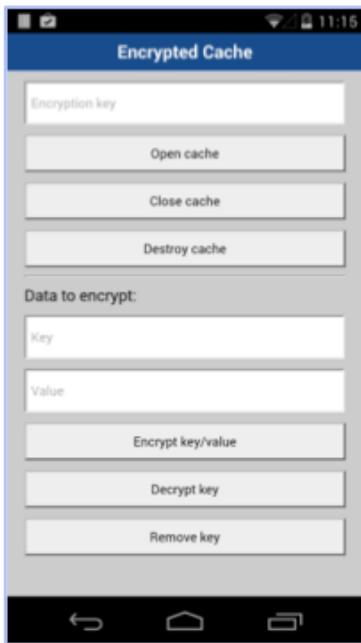 11:15
Encrypted Cache
Encryption key
Open cache
Close cache
Destroy cache
Data to encrypt:
Key
Value
Encrypt key/value
Decrypt key
Remove key